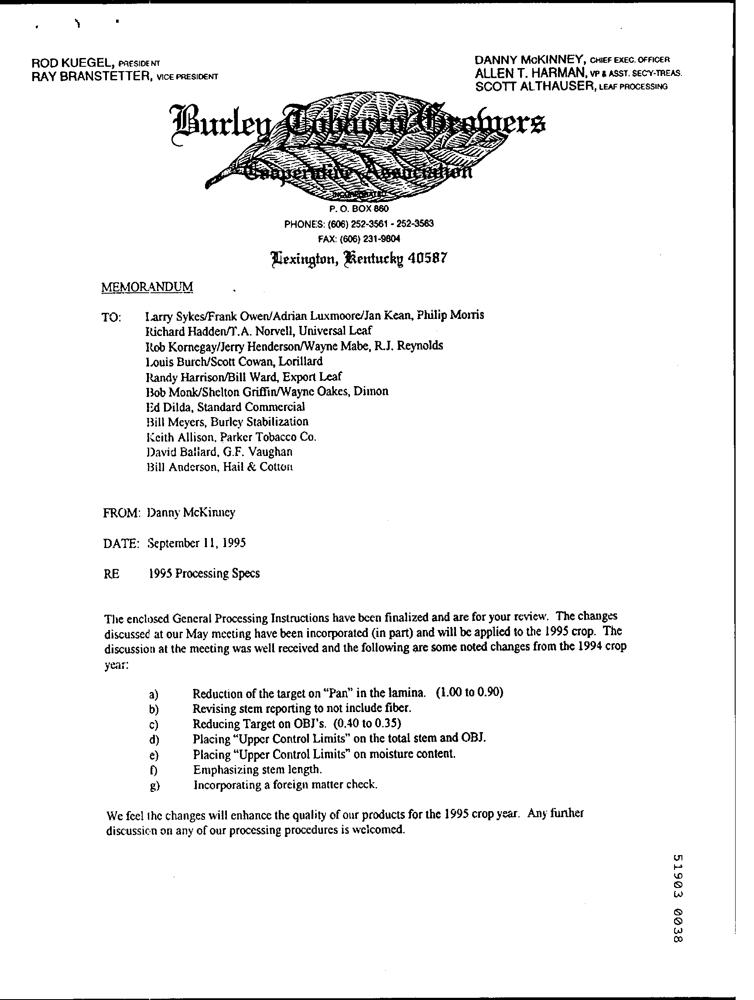 ROD KUEGEL, PRESIDENT
RAY BRANSTETTER, VICE PRESIDENT
DANNY McKINNEY, CHIEF EXEC. OFFICER
ALLEN T. HARMAN, VP & ASST. SEC'Y-TREAS.
SCOTT ALTHAUSER, LEAF PROCESSING
Burley Tobacco Growers
Cooperative Association
INCORPORATED
P. O. BOX 860
PHONES: (606) 252-3561 - 252-3563
FAX: (606) 231-9804
Lexington, Kentucky 40587
MEMORANDUM
TO: Larry Sykes/Frank Owen/Adrian Luxmoore/Jan Kean, Philip Morris
Richard Hadden/T.A. Norvell, Universal Leaf
Rob Kornegay/Jerry Henderson/Wayne Mabe, R.J. Reynolds
Louis Burch/Scott Cowan, Lorillard
Randy Harrison/Bill Ward, Export Leaf
Bob Monk/Shelton Griffin/Wayne Oakes, Dimon
Ed Dilda, Standard Commercial
Bill Meyers, Burley Stabilization
Keith Allison, Parker Tobacco Co.
David Ballard, G.F. Vaughan
Bill Anderson, Hail & Cotton
FROM: Danny McKinney
DATE: September 11, 1995
RE 1995 Processing Specs
The enclosed General Processing Instructions have been finalized and are for your review. The changes
discussed at our May meeting have been incorporated (in part) and will be applied to the 1995 crop. The
discussion at the meeting was well received and the following are some noted changes from the 1994 crop
year:
a) Reduction of the target on "Pan" in the lamina. (1.00 to 0.90)
b) Revising stem reporting to not include fiber.
c) Reducing Target on OBJ's. (0.40 to 0.35)
d) Placing "Upper Control Limits" on the total stem and OBJ.
e) Placing "Upper Control Limits" on moisture content.
f) Emphasizing stem length.
g) Incorporating a foreign matter check.
We feel the changes will enhance the quality of our products for the 1995 crop year. Any further
discussion on any of our processing procedures is welcomed.
51903 0038